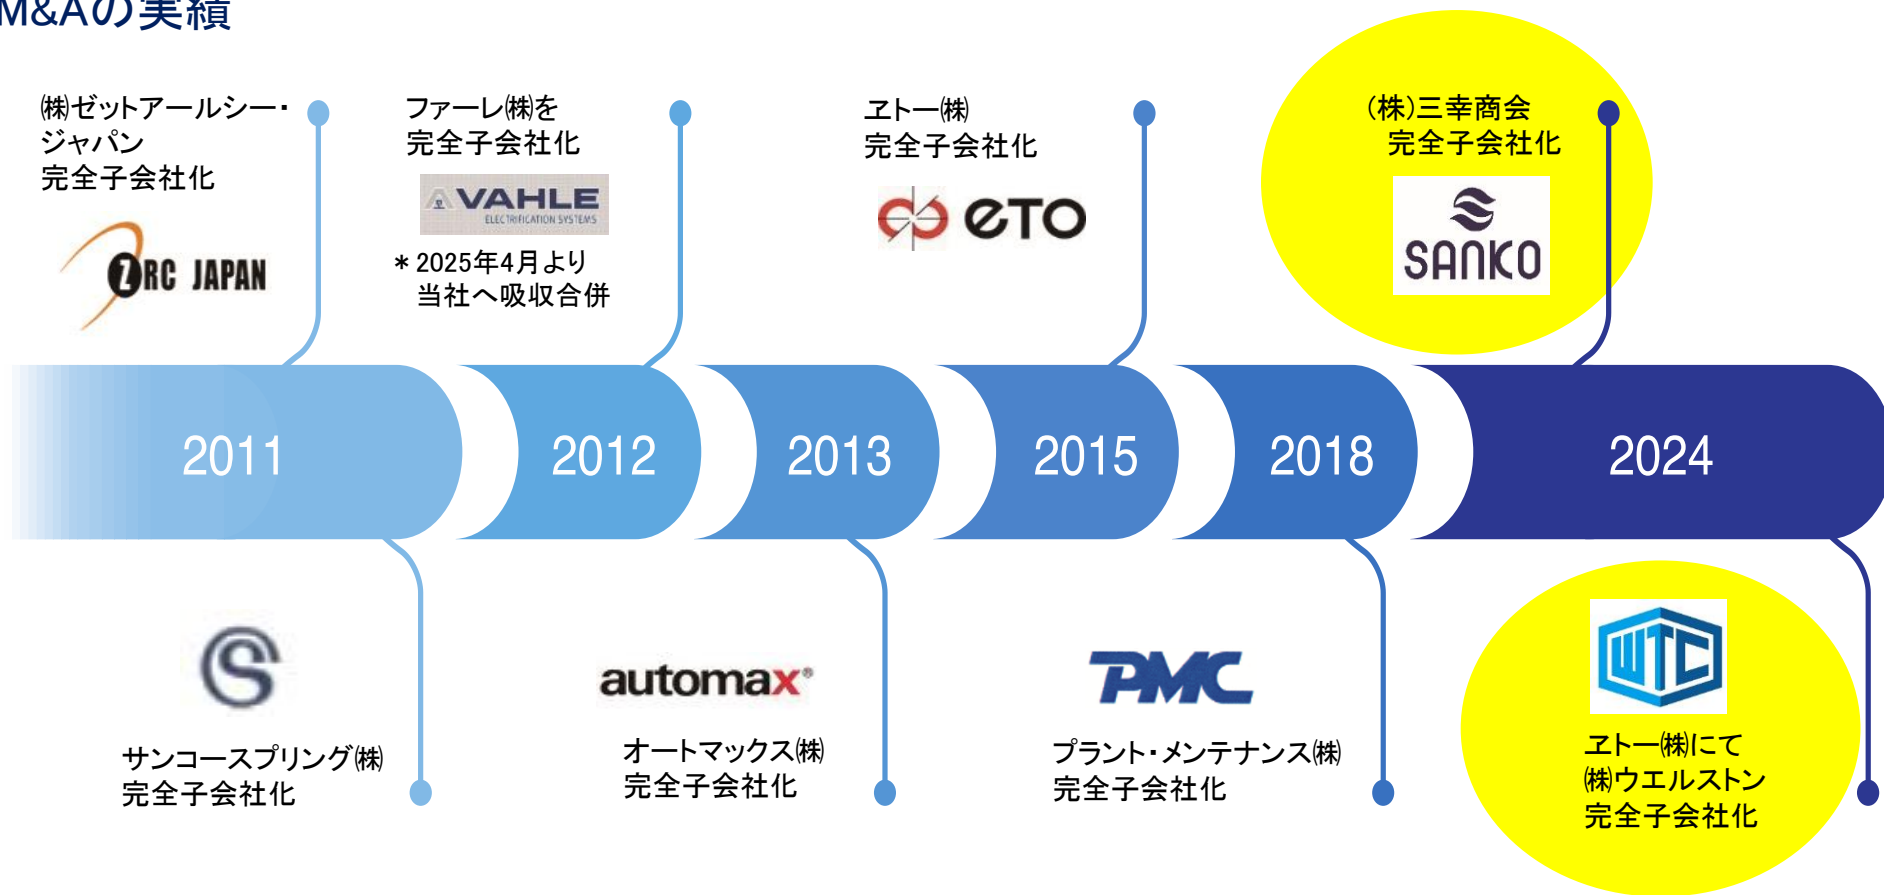 M&Aの実績
㈱ゼットアールシー・
ジャパン
完全子会社化
ZRC JAPAN
ファーレ㈱を
完全子会社化
VAHLE
ELECTRIFICATION SYSTEMS
＊2025年4月より
当社へ吸収合併
ヱトー㈱
完全子会社化
eTO
(株)三幸商会
完全子会社化
SANKO
2011
2012
2013
2015
2018
2024
サンコースプリング㈱
完全子会社化
automax®
オートマックス㈱
完全子会社化
PMC
プラント・メンテナンス㈱
完全子会社化
WTC
ヱトー㈱にて
㈱ウエルストン
完全子会社化